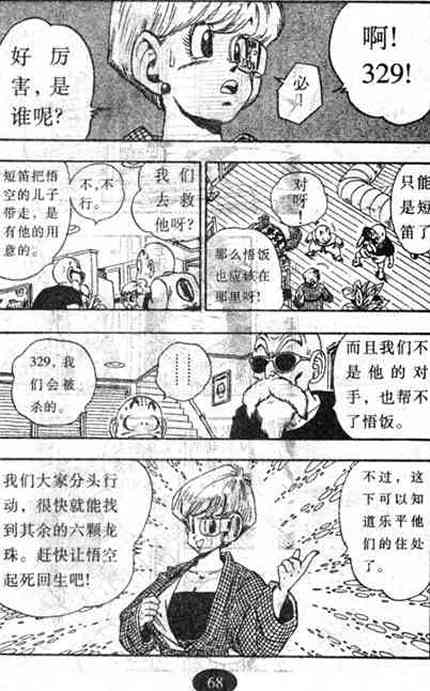 啊！
329！
必！
好厉
害，是
谁呢？
只能
是短
笛了
对
呀！
那么悟饭
也应该在
那里呀！
我们
去救
他呀？
不，不
行。
短笛把悟
空的儿子
带走，是
有他的用
意的。
而且我们不
是他的对
手，也帮不
了悟饭。
………
329，我
们会被
杀的。
不过，这
下可以知
道乐平他
们的住处
了。
我们大家分头行
动，很快就能找
到其余的六颗龙
珠。赶快让悟空
起死回生吧！
68